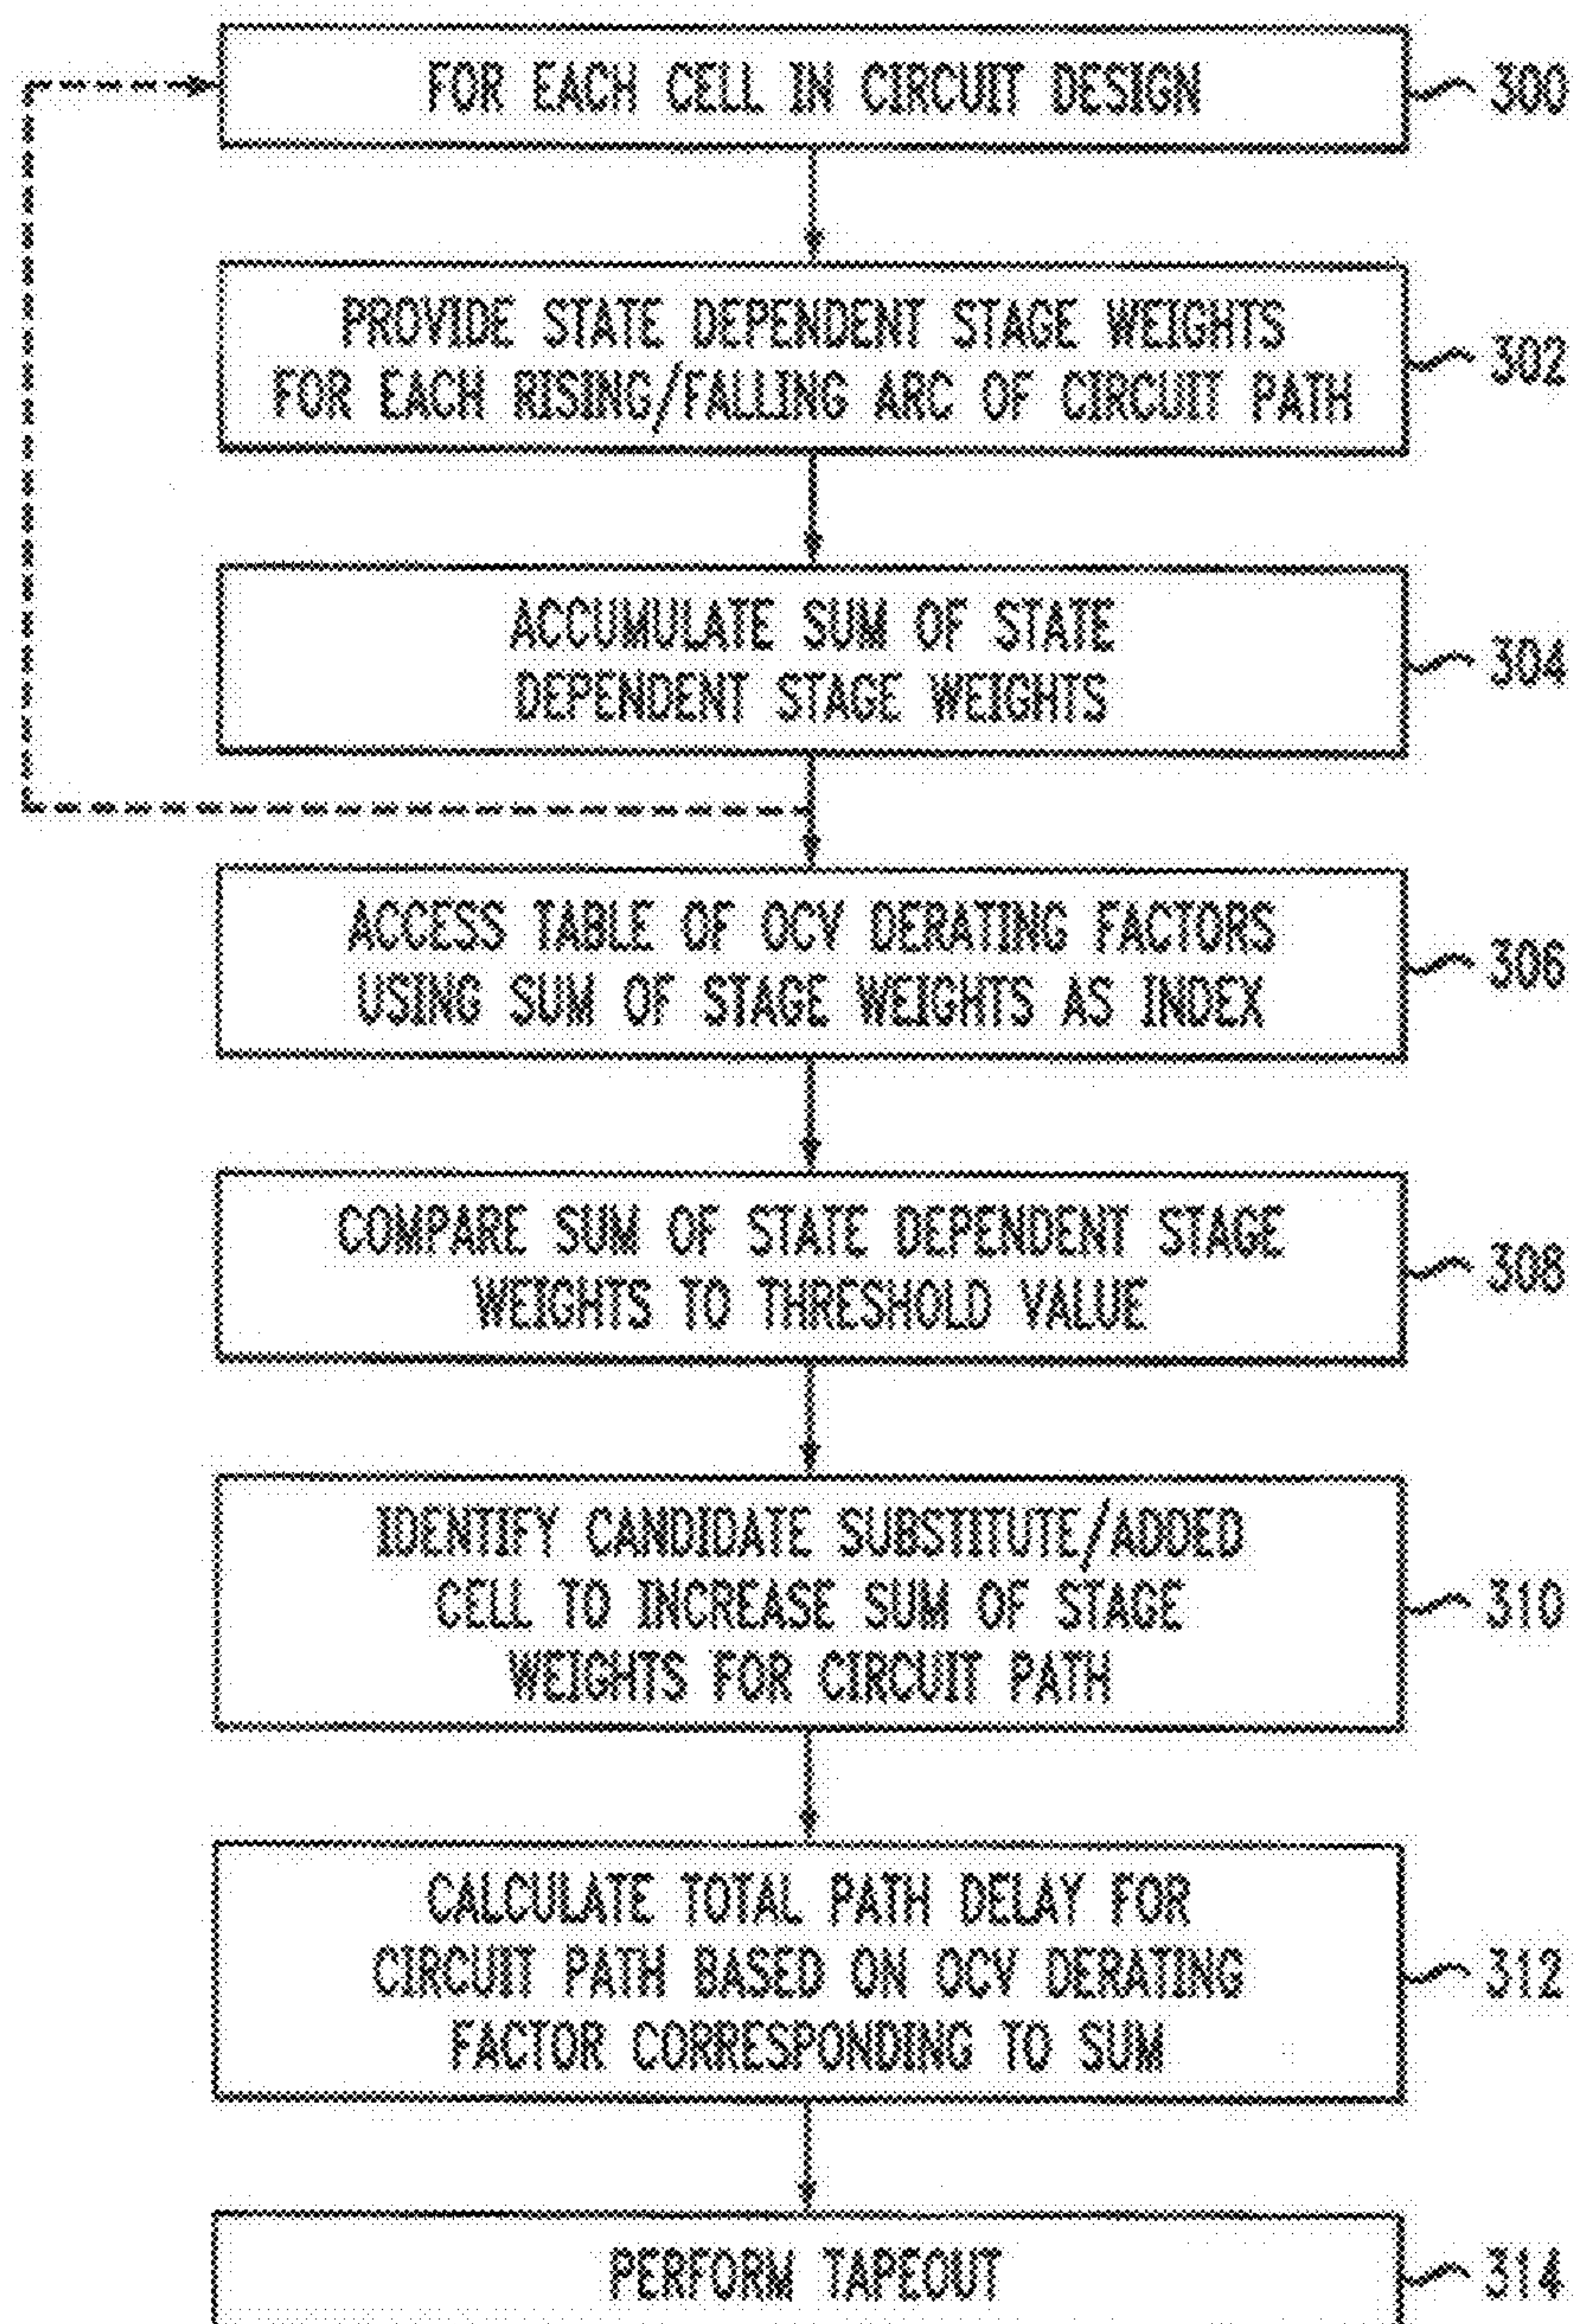 FOR EACH CELL IN CIRCUIT DESIGN
300
PROVIDE STATE DEPENDENT STAGE WEIGHTS
FOR EACH RISING/FALLING ARC OF CIRCUIT PATH
302
ACCUMULATE SUM OF STATE
DEPENDENT STAGE WEIGHTS
304
ACCESS TABLE OF OCV DERATING FACTORS
USING SUM OF STAGE WEIGHTS AS INDEX
306
COMPARE SUM OF STATE DEPENDENT STAGE
WEIGHTS TO THRESHOLD VALUE
308
IDENTIFY CANDIDATE SUBSTITUTE/ADDED
CELL TO INCREASE SUM OF STAGE
WEIGHTS FOR CIRCUIT PATH
310
CALCULATE TOTAL PATH DELAY FOR
CIRCUIT PATH BASED ON OCV DERATING
FACTOR CORRESPONDING TO SUM
312
PERFORM TAPEOUT
314